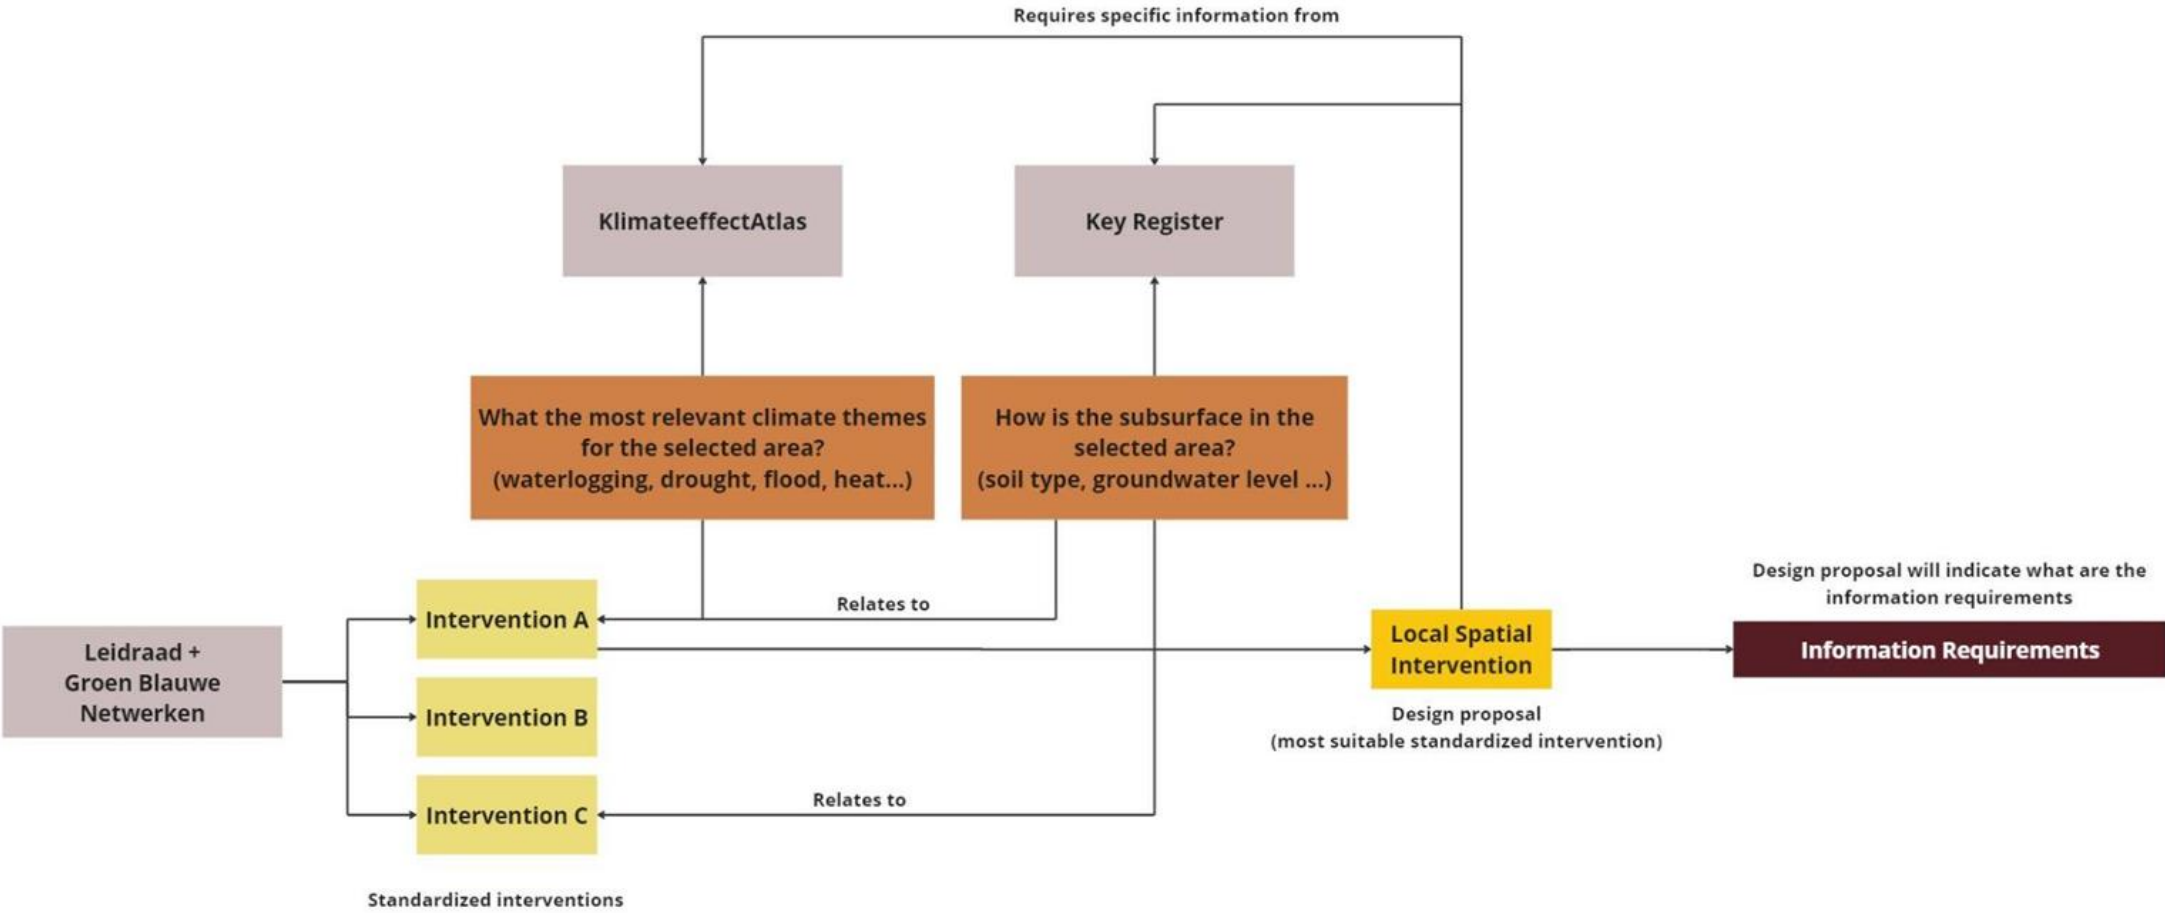 Requires specific information from
KlimateeffectAtlas
Key Register
What the most relevant climate themes
for the selected area?
(waterlogging, drought, flood, heat...)
How is the subsurface in the
selected area?
(soil type, groundwater level ...)
Relates to
Intervention A
Leidraad +
Groen Blauwe
Netwerken
Intervention B
Intervention C
Relates to
Standardized interventions
Local Spatial
Intervention
Design proposal
(most suitable standardized intervention)
Design proposal will indicate what are the
information requirements
Information Requirements